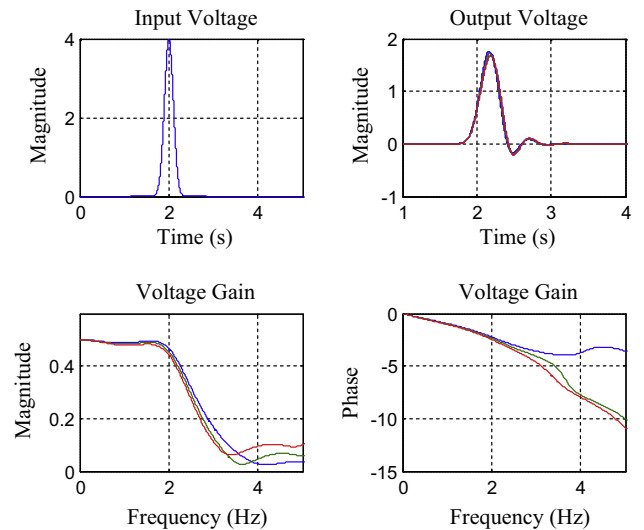 Input Voltage
Magnitude
4
2
0
0 2 4
Time (s)
Output Voltage
Magnitude
2
1
0
-1
1 2 3 4
Time (s)
Voltage Gain
Magnitude
0.4
0.2
0
0 2 4
Frequency (Hz)
Voltage Gain
Phase
0
-5
-10
-15
0 2 4
Frequency (Hz)